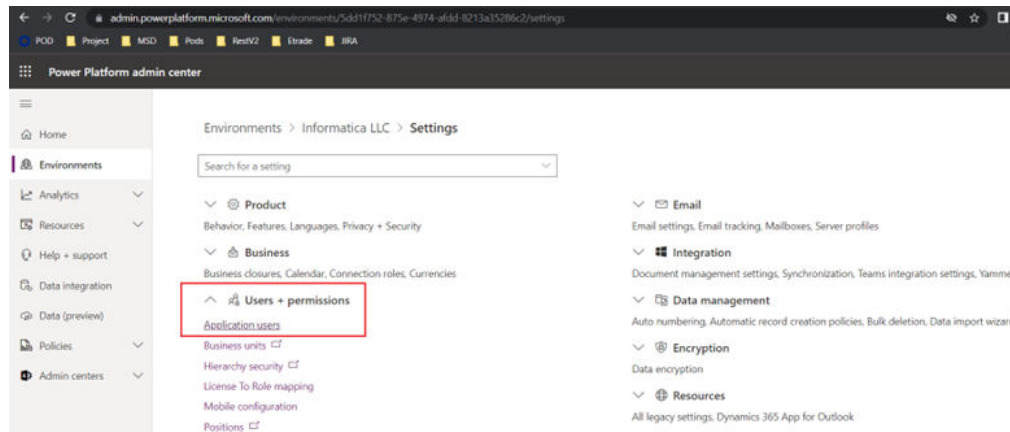 admin.powerplatform.microsoft.com/environments/5dd1f752-875e-4974-afdd-8213a35286c2/settings
POD Project MSD Pods RestV2 Etrade JIRA
Power Platform admin center
Home
Environments
Analytics
Resources
Help + support
Data integration
Data (preview)
Policies
Admin centers
Environments > Informatica LLC > Settings
Search for a setting
Product
Behavior, Features, Languages, Privacy + Security
Business
Business closures, Calendar, Connection roles, Currencies
Users + permissions
Application users
Business units
Hierarchy security
License To Role mapping
Mobile configuration
Positions
Email
Email settings, Email tracking, Mailboxes, Server profiles
Integration
Document management settings, Synchronization, Teams integration settings, Yamme
Data management
Auto numbering, Automatic record creation policies, Bulk deletion, Data import wizar
Encryption
Data encryption
Resources
All legacy settings, Dynamics 365 App for Outlook